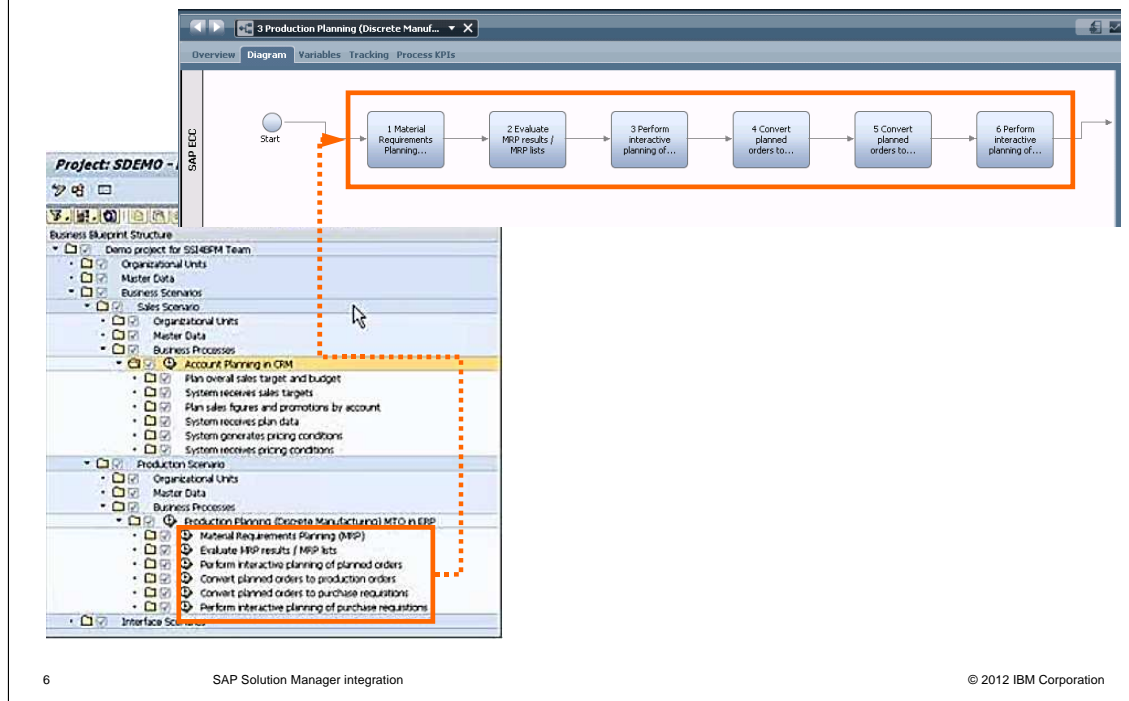 3 Production Planning (Discrete Manuf...
Overview Diagram Variables Tracking Process KPIs
SAP ECC
Start
1 Material
Requirements
Planning...
2 Evaluate
MRP results /
MRP lists
3 Perform
interactive
planning of...
4 Convert
planned
orders to...
5 Convert
planned
orders to...
6 Perform
interactive
planning of...
Project: SDEMO -
Business Blueprint Structure
Demo project for SSI4BPM Team
Organizational Units
Master Data
Business Scenarios
Sales Scenario
Organizational Units
Master Data
Business Processes
Account Planning in CRM
Plan overall sales target and budget
System receives sales targets
Plan sales figures and promotions by account
System receives plan data
System generates pricing conditions
System receives pricing conditions
Production Scenario
Organizational Units
Master Data
Business Processes
Production Planning (Discrete Manufacturing) MTO in ERP
Material Requirements Planning (MRP)
Evaluate MRP results / MRP lists
Perform interactive planning of planned orders
Convert planned orders to production orders
Convert planned orders to purchase requistions
Perform interactive planning of purchase requistions
Interface Scenarios
6 SAP Solution Manager integration © 2012 IBM Corporation